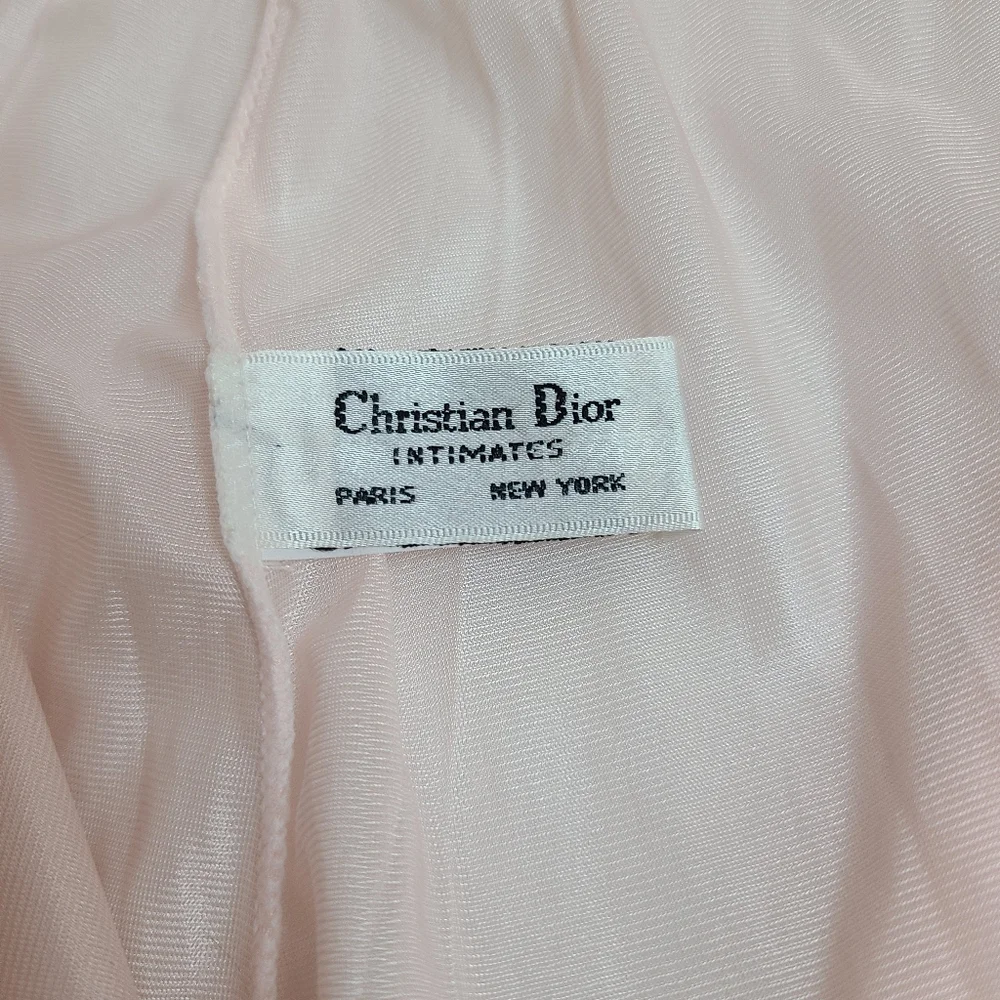 Christian Dior
INTIMATES
PARIS NEW YORK